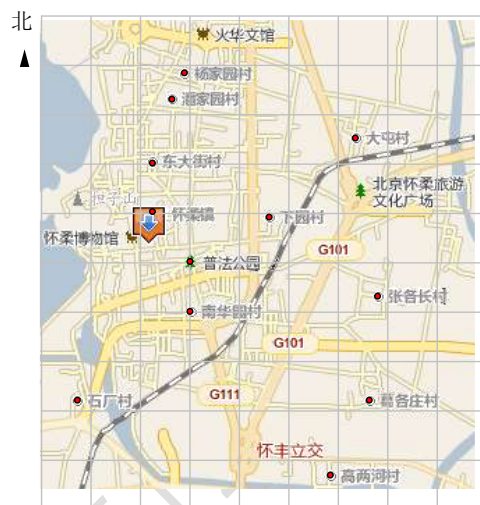 北
火华文馆
杨家园村
潘家园村
大屯村
东大街村
北京怀柔旅游
文化广场
怀柔镇
下园村
怀柔博物馆
G101
普法公园
张各长村
南华园村
G101
G111
石厂村
葛各庄村
怀丰立交
高两河村